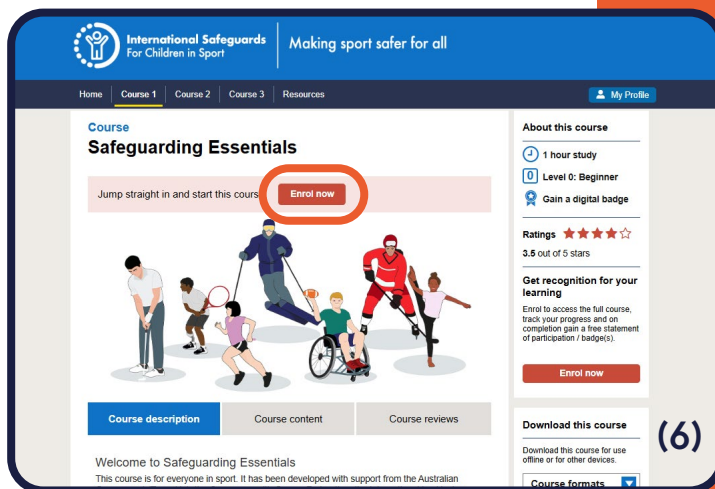 International Safeguards
For Children in Sport
Making sport safer for all
Home
Course 1
Course 2
Course 3
Resources
My Profile
Course
Safeguarding Essentials
Jump straight in and start this cours
Enrol now
Course description
Course content
Course reviews
Welcome to Safeguarding Essentials
This course is for everyone in sport. It has been developed with support from the Australian
About this course
1 hour study
0 Level 0: Beginner
Gain a digital badge
Ratings
3.5 out of 5 stars
Get recognition for your
learning
Enrol to access the full course,
track your progress and on
completion gain a free statement
of participation / badge(s).
Enrol now
Download this course
Download this course for use
offline or for other devices.
Course formats
(6)